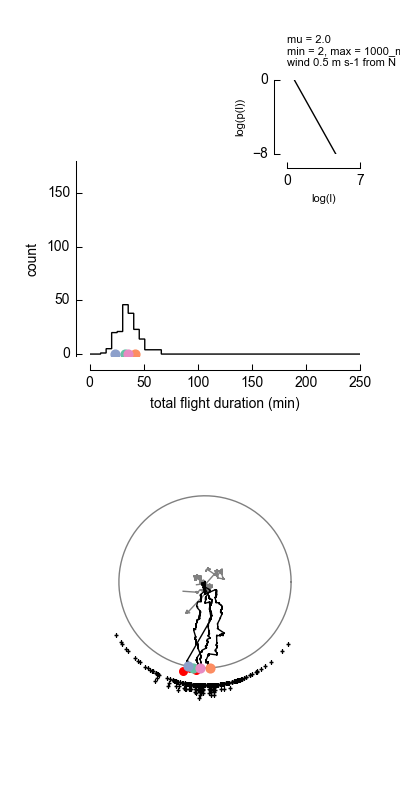 mu = 2.0
min = 2, max = 1000_m
wind 0.5 m s-1 from N
0
log(p(l))
−8
0
7
log(l)
150
100
50
0
count
0
50
100
150
200
250
total flight duration (min)